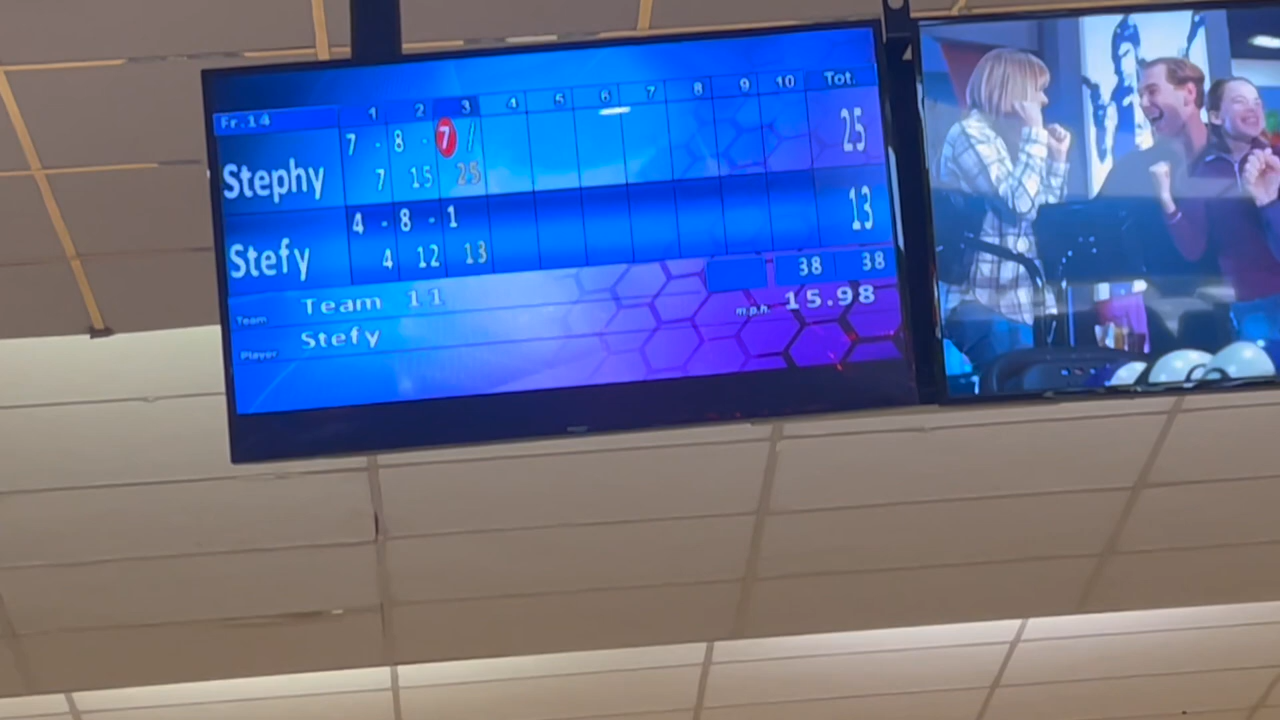 Fr.14 1 2 3 4 5 6 7 8 9 10 Tot.
7 - 8 - 7 /
Stephy 7 15 25 25
4 - 8 - 1
Stefy 4 12 13 13
38 38
Team Team 11
m.p.h. 15.98
Player Stefy